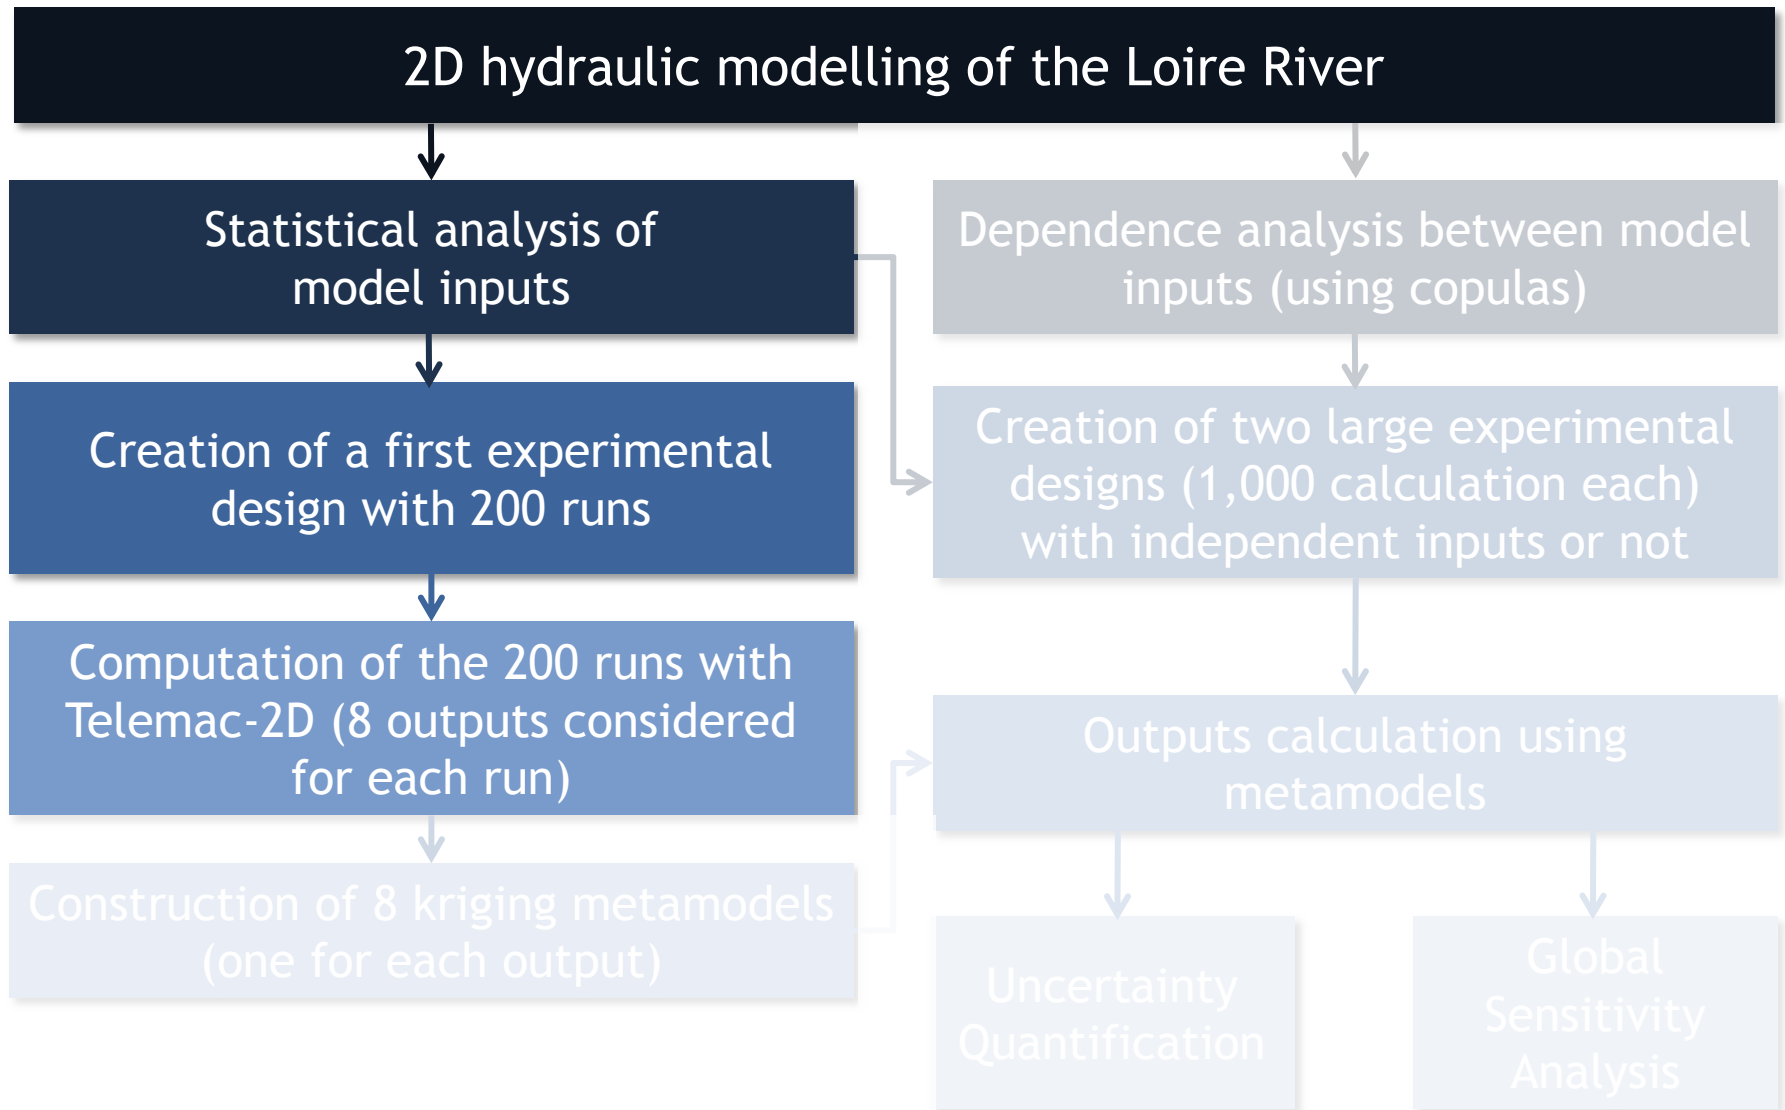 2D hydraulic modelling of the Loire River
Statistical analysis of
model inputs
Creation of a first experimental
design with 200 runs
Computation of the 200 runs with
Telemac-2D (8 outputs considered
for each run)
Construction of 8 kriging metamodels
(one for each output)
Dependence analysis between model
inputs (using copulas)
Creation of two large experimental
designs (1,000 calculation each)
with independent inputs or not
Outputs calculation using
metamodels
Uncertainty
Quantification
Global
Sensitivity
Analysis